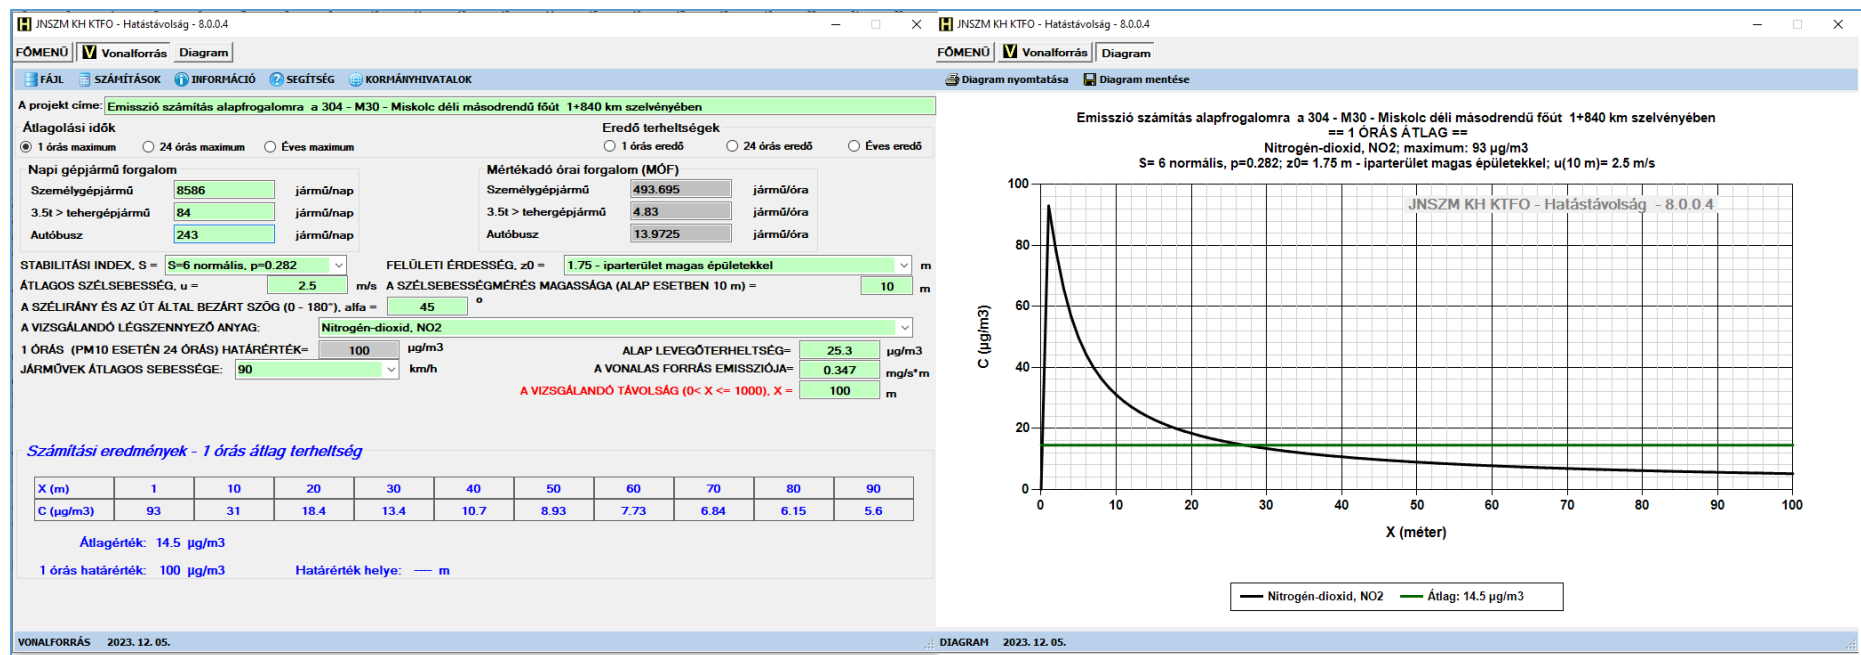 JNSZM KH KTFO - Hatástávolság - 8.0.0.4
FŐMENÜ Vonalforrás Diagram
FÁJL SZÁMÍTÁSOK INFORMÁCIÓ SEGÍTSÉG KORMÁNYHIVATALOK
A projekt címe: Emisszió számítás alapfrogalomra a 304 - M30 - Miskolc déli másodrendű főút 1+840 km szelvényében
Átlagolási idők
1 órás maximum 24 órás maximum Éves maximum
Eredő terheltségek
1 órás eredő 24 órás eredő Éves eredő
Napi gépjármű forgalom
Személygépjármű 8586 jármű/nap
3.5t > tehergépjármű 84 jármű/nap
Autóbusz 243 jármű/nap
Mértékadó órai forgalom (MÓF)
Személygépjármű 493.695 jármű/óra
3.5t > tehergépjármű 4.83 jármű/óra
Autóbusz 13.9725 jármű/óra
STABILITÁSI INDEX, S = S=6 normális, p=0.282 FELÜLETI ÉRDESSÉG, z0 = 1.75 - iparterület magas épületekkel m
ÁTLAGOS SZÉLSEBESSÉG, u = 2.5 m/s A SZÉLSEBESSÉGMÉRÉS MAGASSÁGA (ALAP ESETBEN 10 m) = 10 m
A SZÉLIRÁNY ÉS AZ ÚT ÁLTAL BEZÁRT SZÖG (0 - 180°), alfa = 45 °
A VIZSGÁLANDÓ LÉGSZENNYEZŐ ANYAG: Nitrogén-dioxid, NO2
1 ÓRÁS (PM10 ESETÉN 24 ÓRÁS) HATÁRÉRTÉK= 100 µg/m3 ALAP LEVEGŐTERHELTSÉG= 25.3 µg/m3
JÁRMŰVEK ÁTLAGOS SEBESSÉGE: 90 km/h A VONALAS FORRÁS EMISSZIÓJA= 0.347 mg/s*m
A VIZSGÁLANDÓ TÁVOLSÁG (0< X <= 1000), X = 100 m
Számítási eredmények - 1 órás átlag terheltség
X (m) 1 10 20 30 40 50 60 70 80 90
C (µg/m3) 93 31 18.4 13.4 10.7 8.93 7.73 6.84 6.15 5.6
Átlagérték: 14.5 µg/m3
1 órás határérték: 100 µg/m3 Határérték helye: ---- m
VONALFORRÁS 2023. 12. 05.
JNSZM KH KTFO - Hatástávolság - 8.0.0.4
FŐMENÜ Vonalforrás Diagram
Diagram nyomtatása Diagram mentése
Emisszió számítás alapfrogalomra a 304 - M30 - Miskolc déli másodrendű főút 1+840 km szelvényében
== 1 ÓRÁS ÁTLAG ==
Nitrogén-dioxid, NO2; maximum: 93 µg/m3
S= 6 normális, p=0.282; z0= 1.75 m - iparterület magas épületekkel; u(10 m)= 2.5 m/s
JNSZM KH KTFO - Hatástávolság - 8.0.0.4
C (µg/m3)
100
80
60
40
20
0
0 10 20 30 40 50 60 70 80 90 100
X (méter)
Nitrogén-dioxid, NO2 Átlag: 14.5 µg/m3
DIAGRAM 2023. 12. 05.